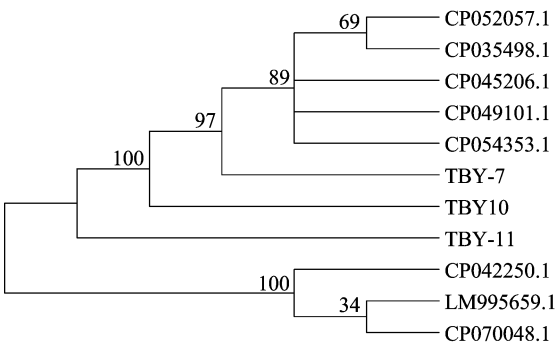 69
CP052057.1
CP035498.1
89
CP045206.1
97
CP049101.1
CP054353.1
100
TBY-7
TBY10
TBY-11
100
CP042250.1
34
LM995659.1
CP070048.1